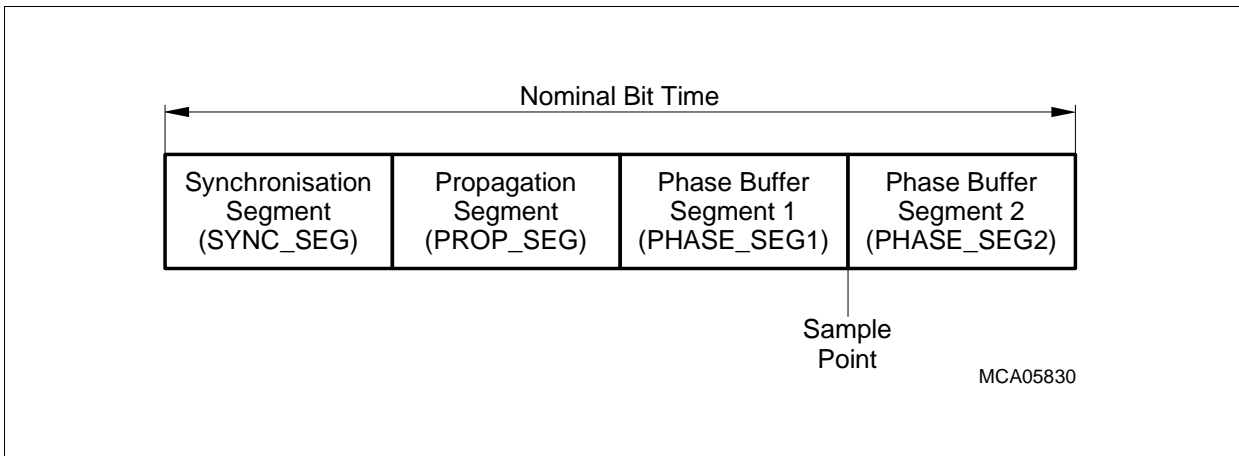 Nominal Bit Time
Synchronisation
Segment
(SYNC_SEG)
Propagation
Segment
(PROP_SEG)
Phase Buffer
Segment 1
(PHASE_SEG1)
Phase Buffer
Segment 2
(PHASE_SEG2)
Sample
Point
MCA05830